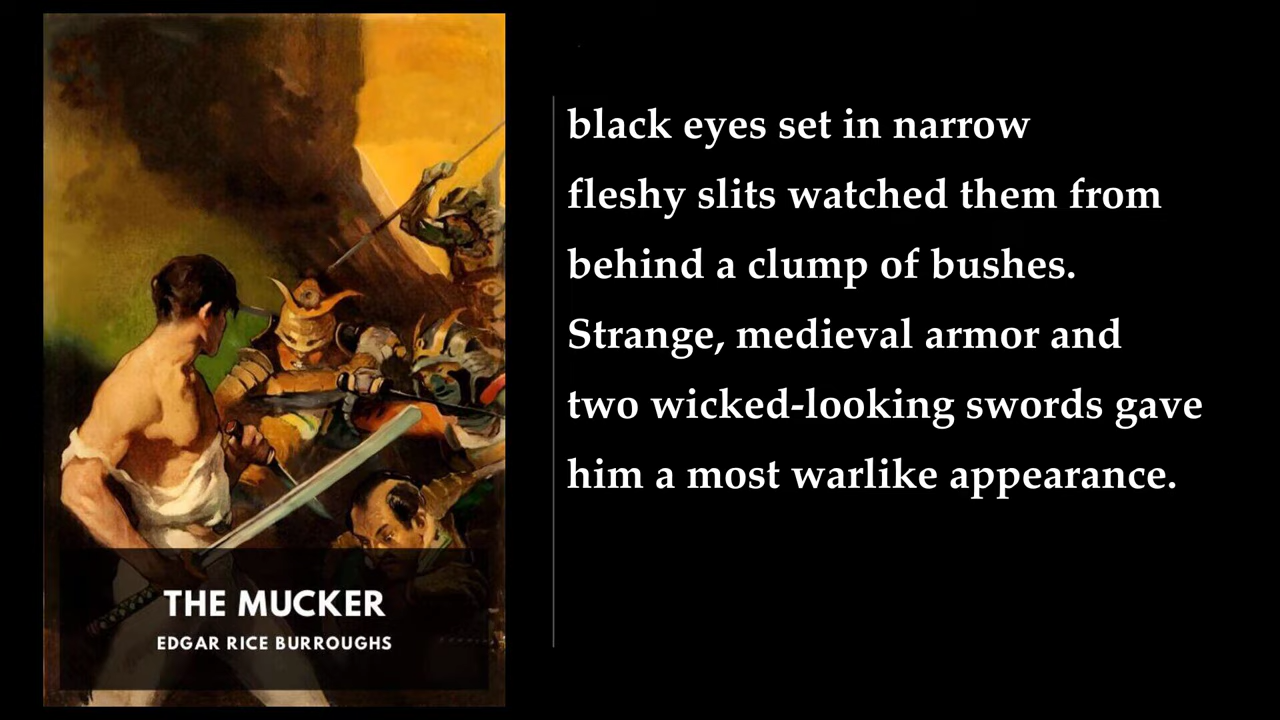 THE MUCKER
EDGAR RICE BURROUGHS
black eyes set in narrow
fleshy slits watched them from
behind a clump of bushes.
Strange, medieval armor and
two wicked-looking swords gave
him a most warlike appearance.